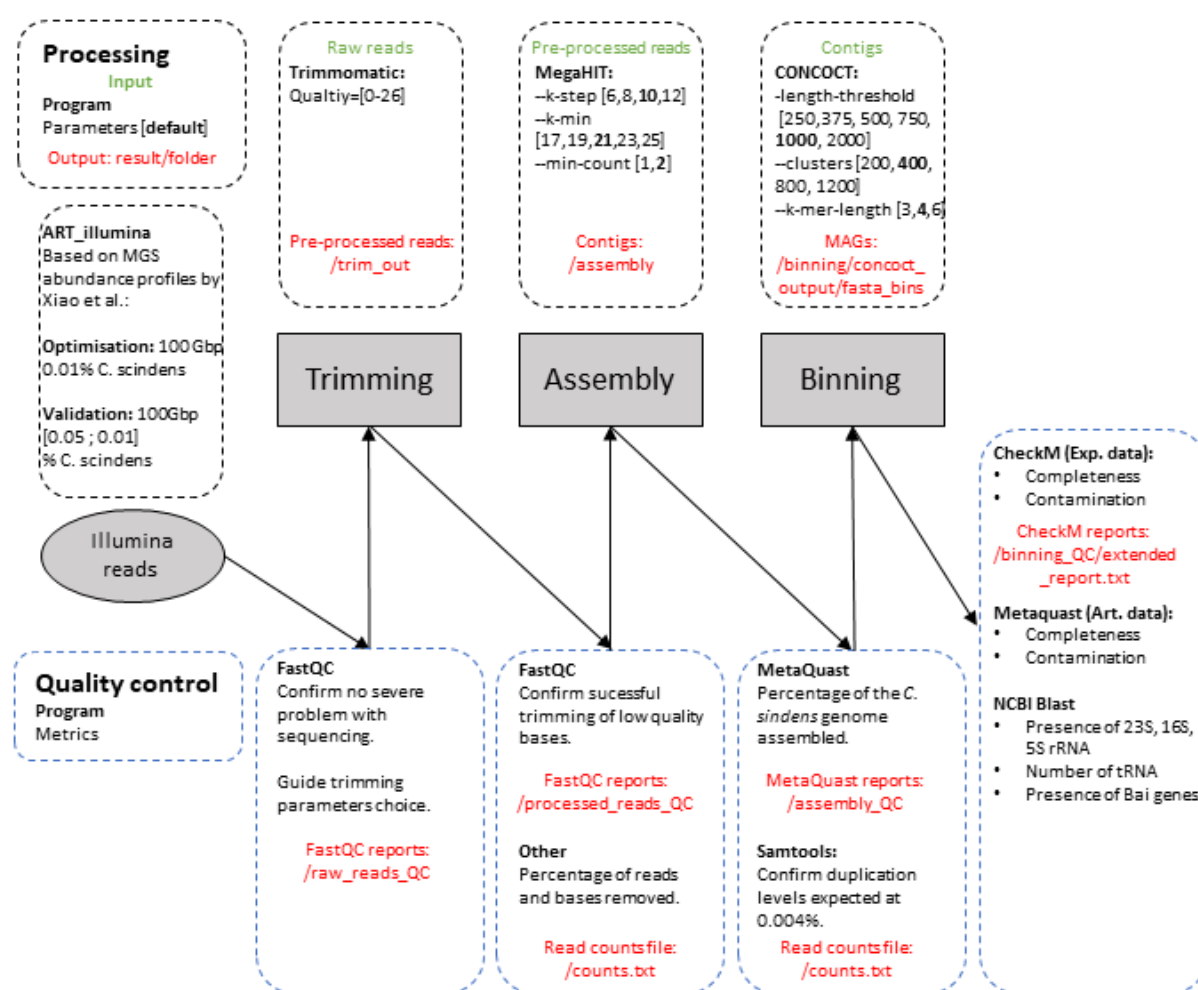 Processing
Input
Program
Parameters [default]
Output: result/folder
Raw reads
Trimmomatic:
Qualtiy=[0-26]
Pre-processed reads:
/trim_out
Pre-processed reads
MegaHIT:
--k-step [6,8,10,12]
--k-min
[17,19,21,23,25]
--min-count [1,2]
Contigs:
/assembly
Contigs
CONCOCT:
-length-threshold
[250,375, 500, 750,
1000, 2000]
--clusters [200, 400,
800, 1200]
--k-mer-length [3,4,6]
MAGs:
/binning/concoct_
output/fasta_bins
ART_illumina
Based on MGS
abundance profiles by
Xiao et al.:
Optimisation: 100 Gbp
0.01% C. scindens
Validation: 100Gbp
[0.05 ; 0.01]
% C. scindens
Trimming
Assembly
Binning
Illumina
reads
Quality control
Program
Metrics
FastQC
Confirm no severe
problem with
sequencing.
Guide trimming
parameters choice.
FastQC reports:
/raw_reads_QC
FastQC
Confirm sucessful
trimming of low quality
bases.
FastQC reports:
/processed_reads_QC
Other
Percentage of reads
and bases removed.
Read counts file:
/counts.txt
MetaQuast
Percentage of the C.
sindens genome
assembled.
MetaQuast reports:
/assembly_QC
Samtools:
Confirm duplication
levels expected at
0.004%.
Read counts file:
/counts.txt
CheckM (Exp. data):
• Completeness
• Contamination
CheckM reports:
/binning_QC/extended
_report.txt
Metaquast (Art. data):
• Completeness
• Contamination
NCBI Blast
• Presence of 23S, 16S,
5S rRNA
• Number of tRNA
• Presence of Bai genes